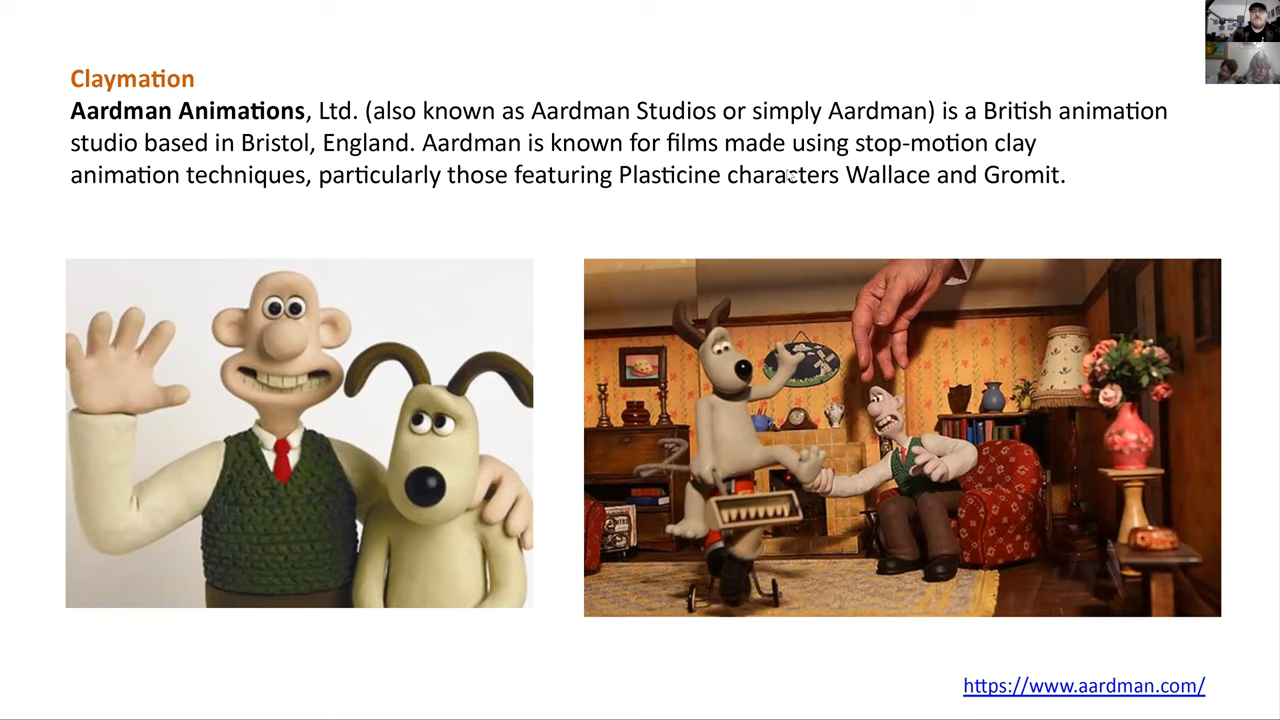 Claymation
Aardman Animations, Ltd. (also known as Aardman Studios or simply Aardman) is a British animation
studio based in Bristol, England. Aardman is known for films made using stop-motion clay
animation techniques, particularly those featuring Plasticine characters Wallace and Gromit.
https://www.aardman.com/